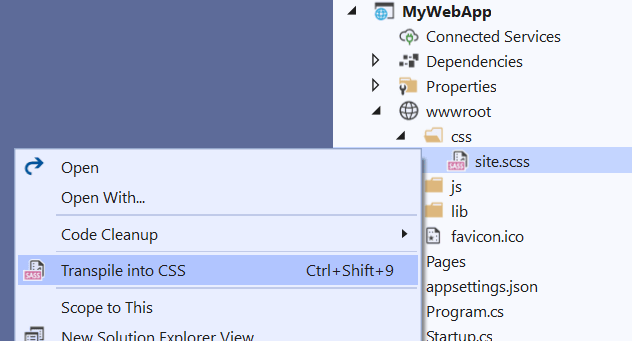 MyWebApp
Connected Services
Dependencies
Properties
wwwroot
css
SASS site.scss
js
lib
favicon.ico
Pages
appsettings.json
Program.cs
Startup.cs
Open
Open With...
Code Cleanup
SASS Transpile into CSS Ctrl+Shift+9
Scope to This
New Solution Explorer View